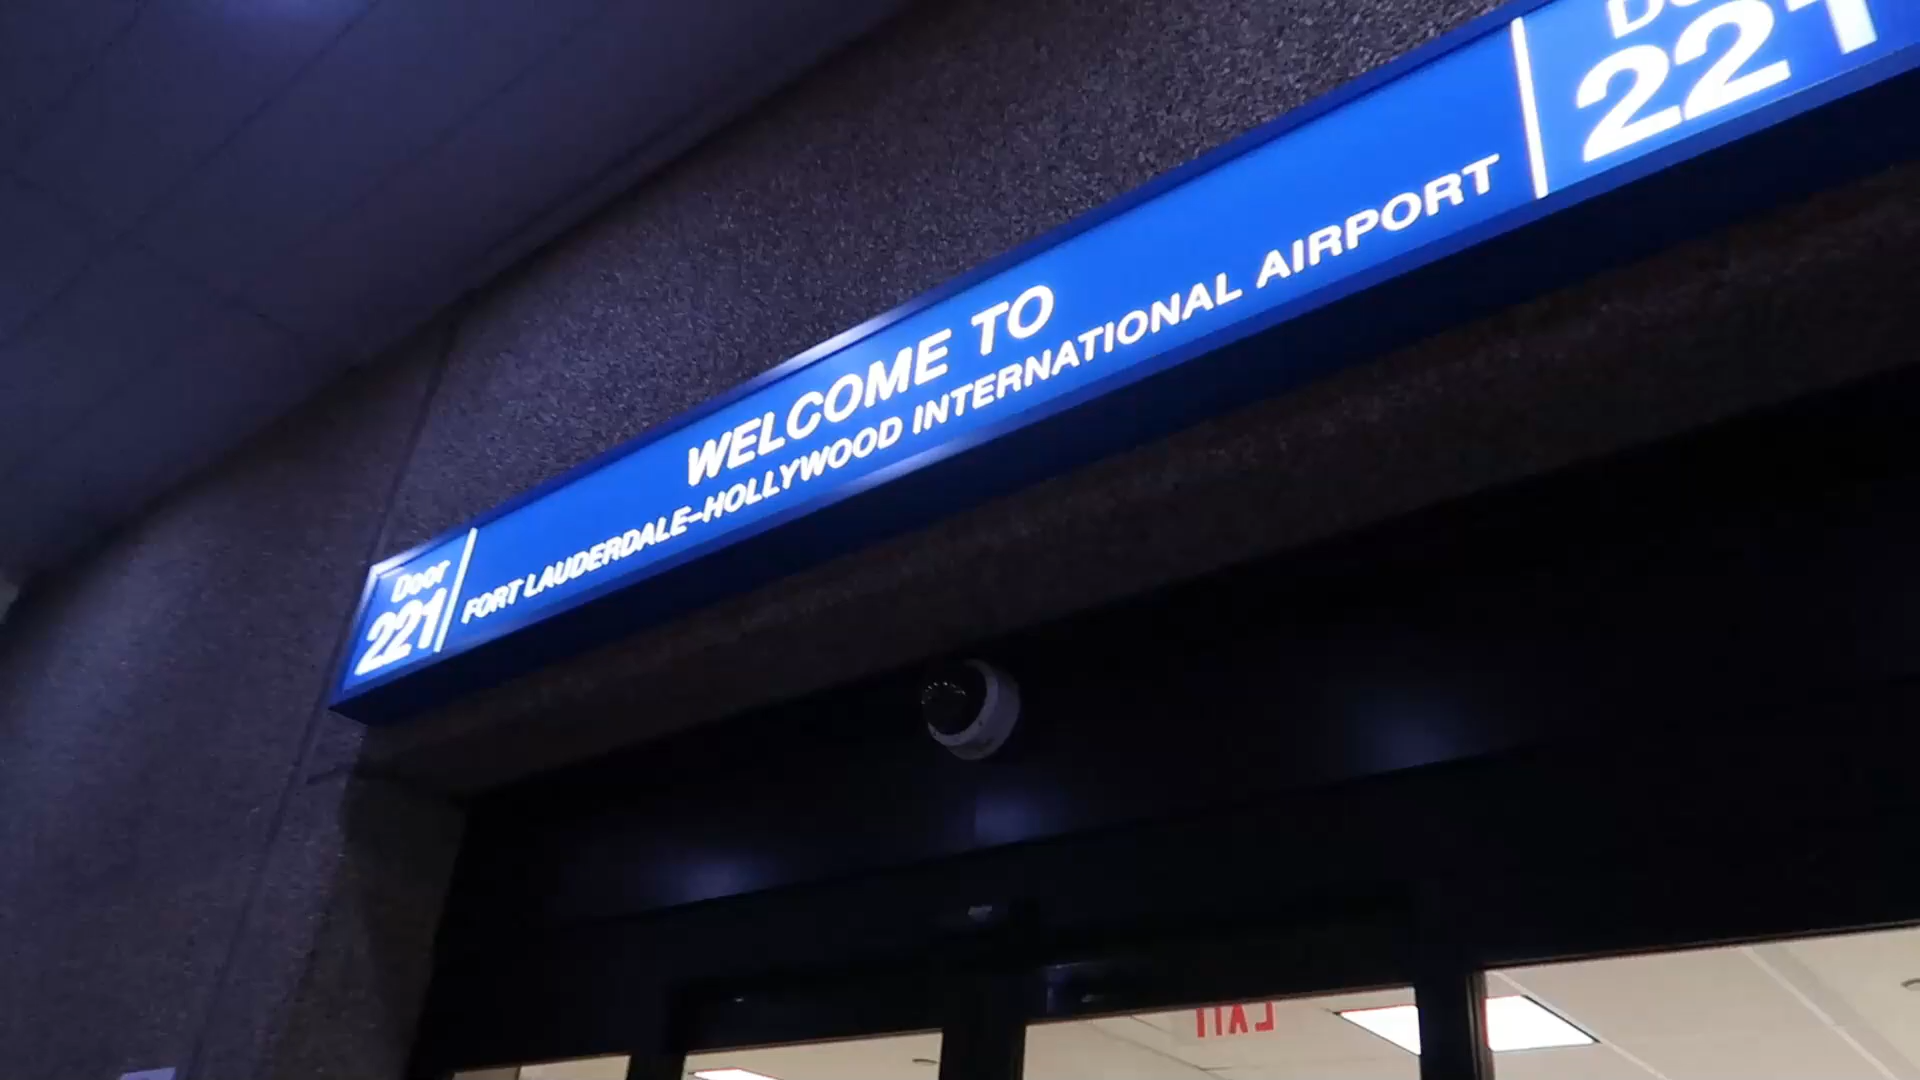 WELCOME TO
FORT LAUDERDALE-HOLLYWOOD INTERNATIONAL AIRPORT
Door
221
221
EXIT